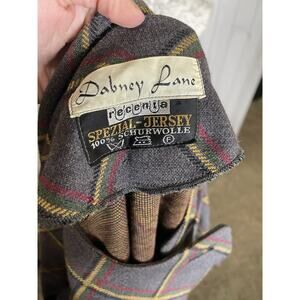 Dabney Lane
recenta
SPEZIAL-JERSEY
100% SCHURWOLLE
P